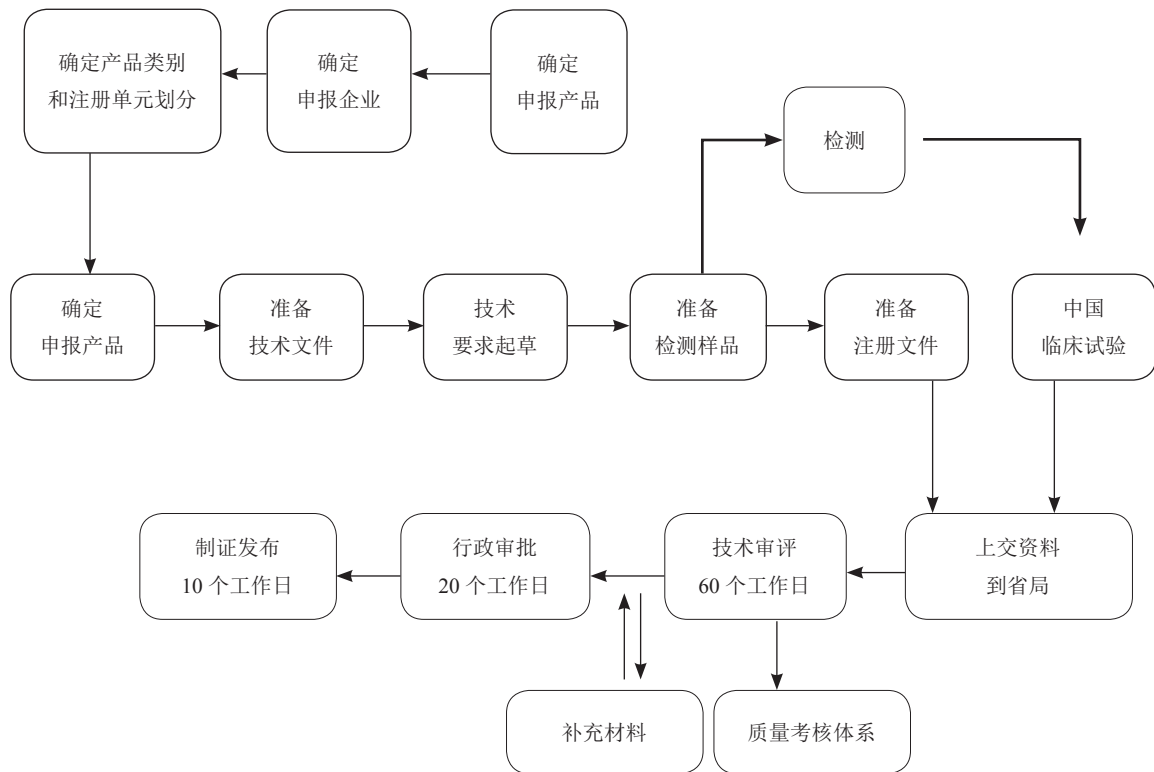 确定产品类别
和注册单元划分
确定
申报企业
确定
申报产品
检测
确定
申报产品
准备
技术文件
技术
要求起草
准备
检测样品
准备
注册文件
中国
临床试验
制证发布
10 个工作日
行政审批
20 个工作日
技术审评
60 个工作日
上交资料
到省局
补充材料
质量考核体系